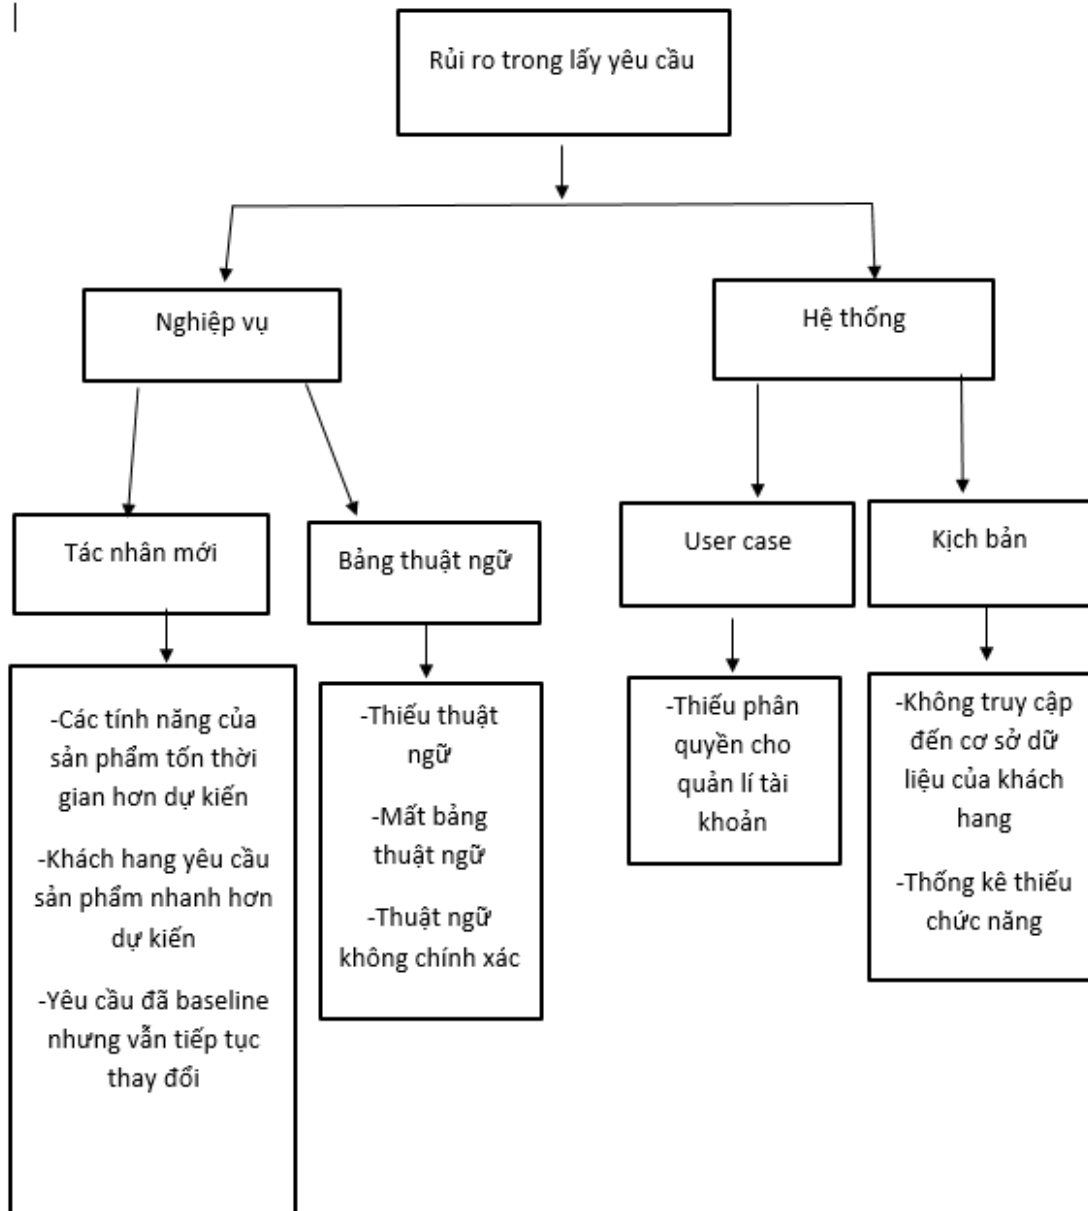 Rủi ro trong lấy yêu cầu
Nghiệp vụ
Hệ thống
Tác nhân mới
Bảng thuật ngữ
User case
Kịch bản
-Các tính năng của
sản phẩm tốn thời
gian hơn dự kiến
-Khách hang yêu cầu
sản phẩm nhanh hơn
dự kiến
-Yêu cầu đã baseline
nhưng vẫn tiếp tục
thay đổi
-Thiếu thuật
ngữ
-Mất bảng
thuật ngữ
-Thuật ngữ
không chính xác
-Thiếu phân
quyền cho
quản lí tài
khoản
-Không truy cập
đến cơ sở dữ
liệu của khách
hang
-Thống kê thiếu
chức năng